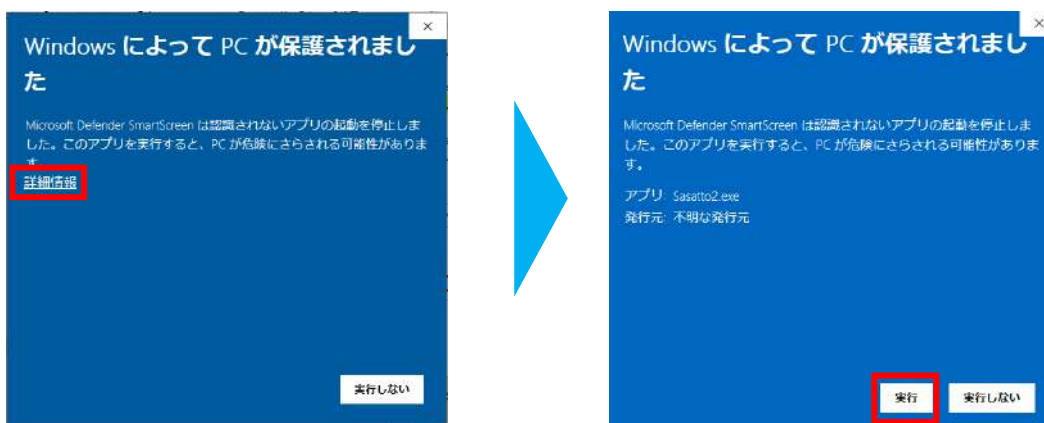 Windows によって PC が保護されまし
た
Microsoft Defender SmartScreen は認識されないアプリの起動を停止しま
した。このアプリを実行すると、PC が危険にさらされる可能性がありま
す。
詳細情報
実行しない
Windows によって PC が保護されまし
た
Microsoft Defender SmartScreen は認識されないアプリの起動を停止しま
した。このアプリを実行すると、PC が危険にさらされる可能性がありま
す。
アプリ: Sasatto2.exe
発行元: 不明な発行元
実行
実行しない